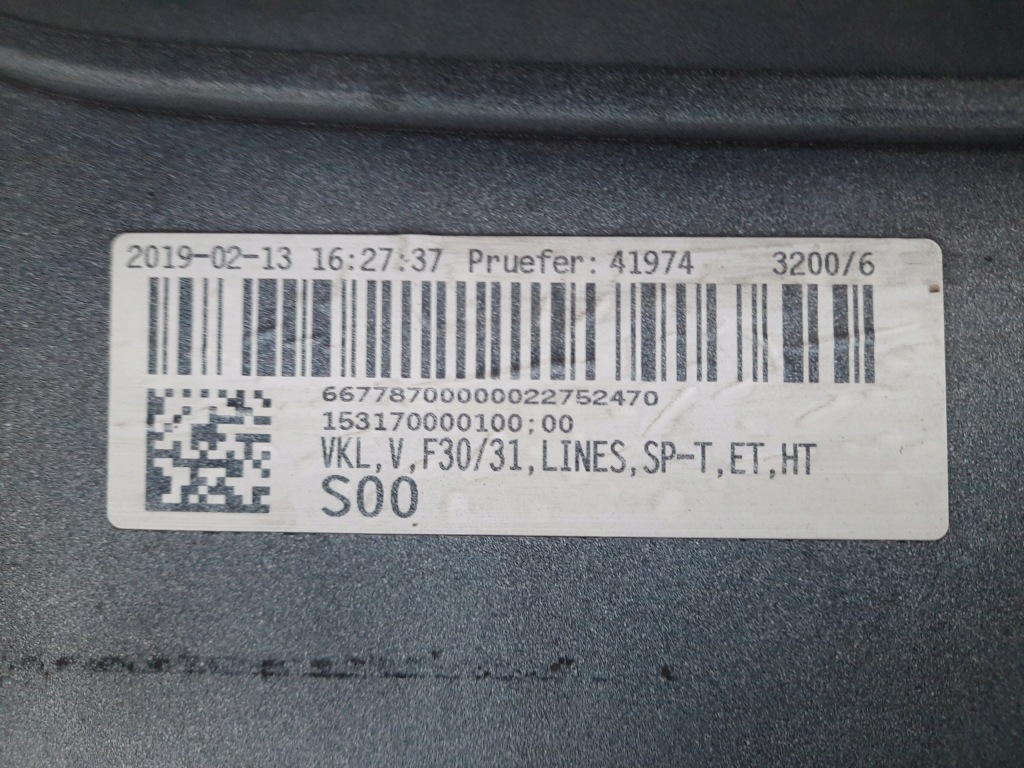 2019-02-13 16:27:37 Pruefer: 41974 3200/6
66778700000022752470
153170000100;00
VKL,V,F30/31,LINES,SP-T,ET,HT
S00